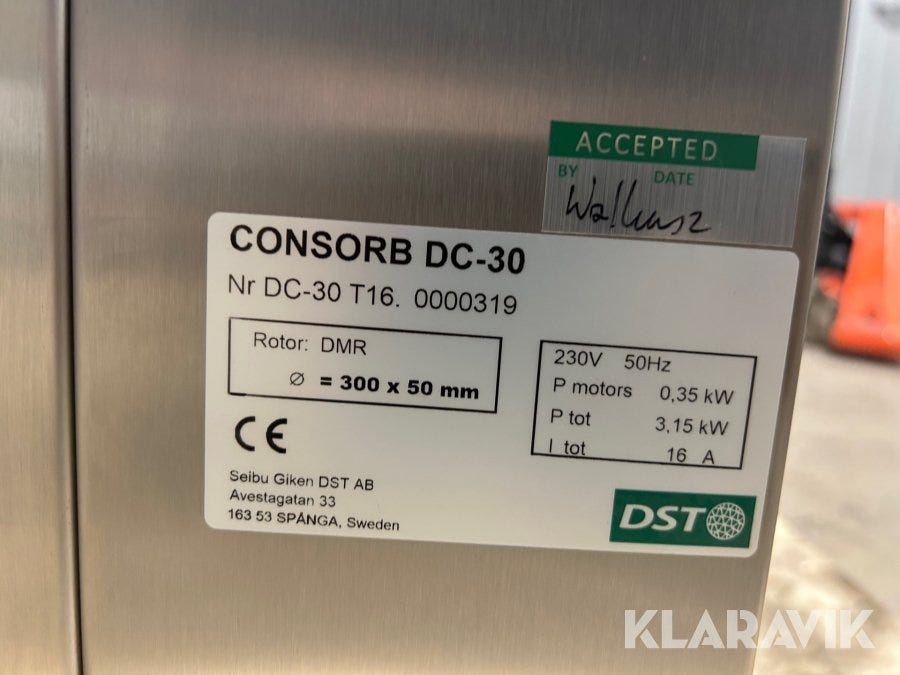 ACCEPTED
BY DATE
CONSORB DC-30
Nr DC-30 T16. 0000319
Rotor: DMR
⌀ = 300 x 50 mm
230V 50Hz
P motors 0,35 kW
P tot 3,15 kW
I tot 16 A
CE
Seibu Giken DST AB
Avestagatan 33
163 53 SPÅNGA, Sweden
DST
KLARAVIK